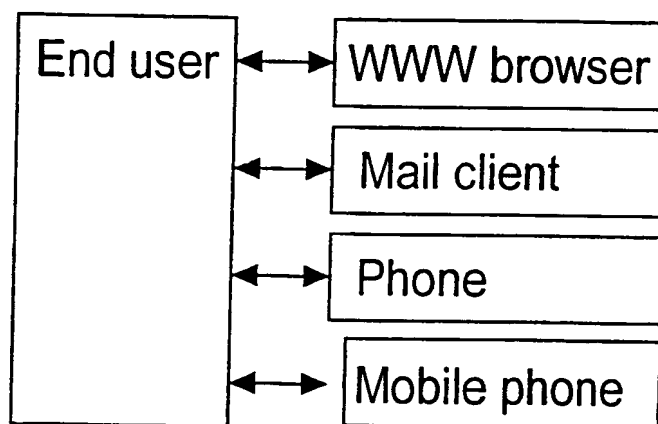 End user
WWW browser
Mail client
Phone
Mobile phone